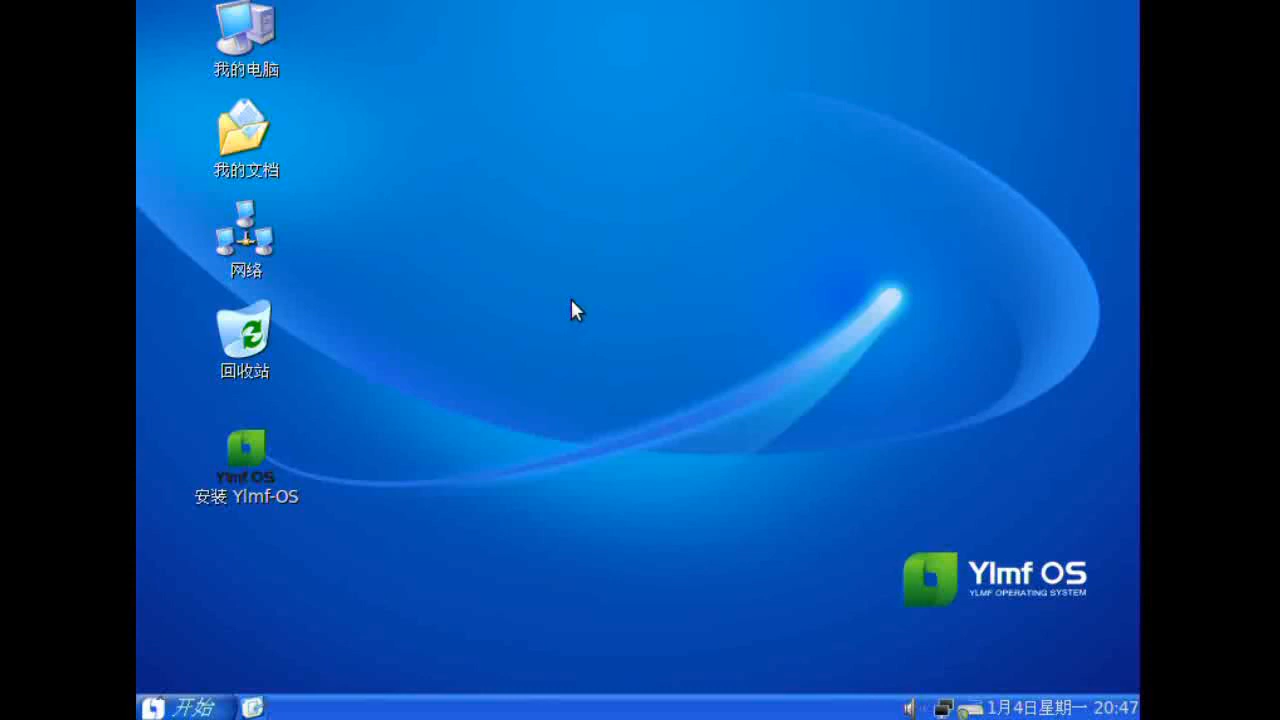 我的电脑
我的文档
网络
回收站
Ylmf OS
安装 Ylmf-OS
Ylmf OS
YLMF OPERATING SYSTEM
开始
1月4日星期一 20:47